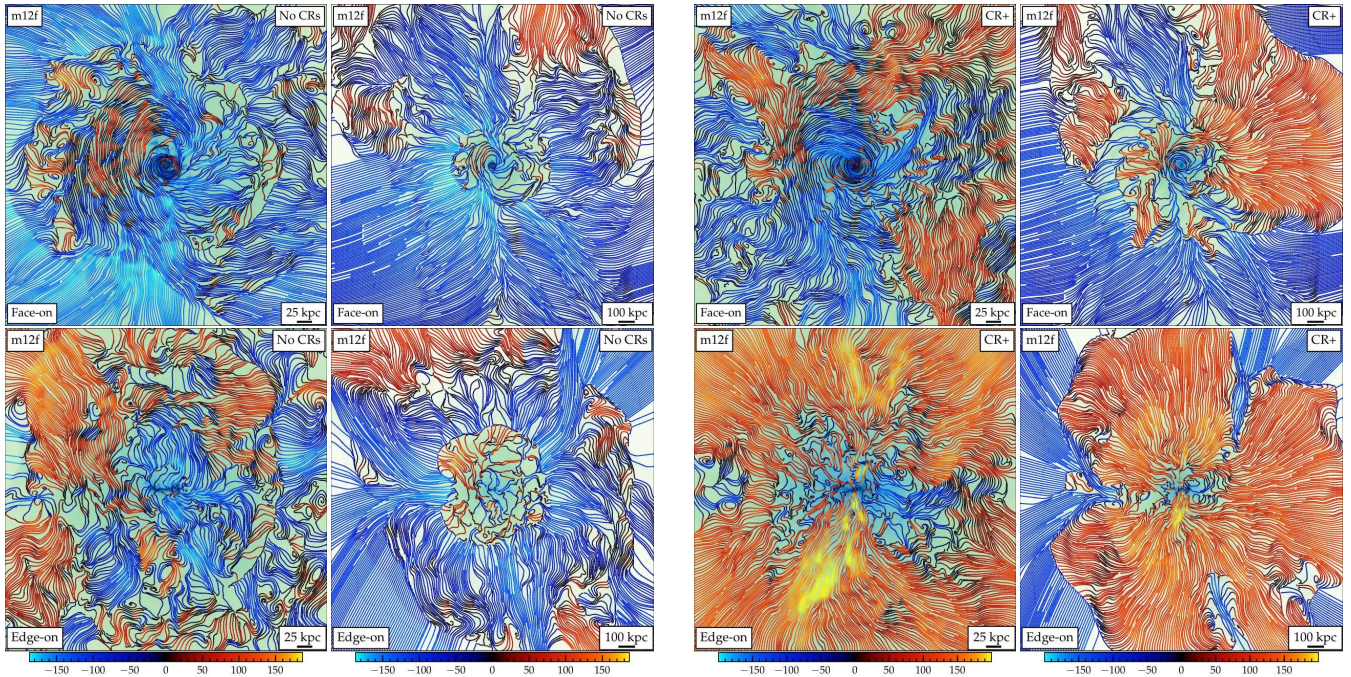 m12f No CRs m12f No CRs m12f CR+ m12f CR+
Face-on 25 kpc Face-on 100 kpc Face-on 25 kpc Face-on 100 kpc
m12f No CRs m12f No CRs m12f CR+ m12f CR+
Edge-on 25 kpc Edge-on 100 kpc Edge-on 25 kpc Edge-on 100 kpc
−150 −100 −50 0 50 100 150 −150 −100 −50 0 50 100 150 −150 −100 −50 0 50 100 150 −150 −100 −50 0 50 100 150